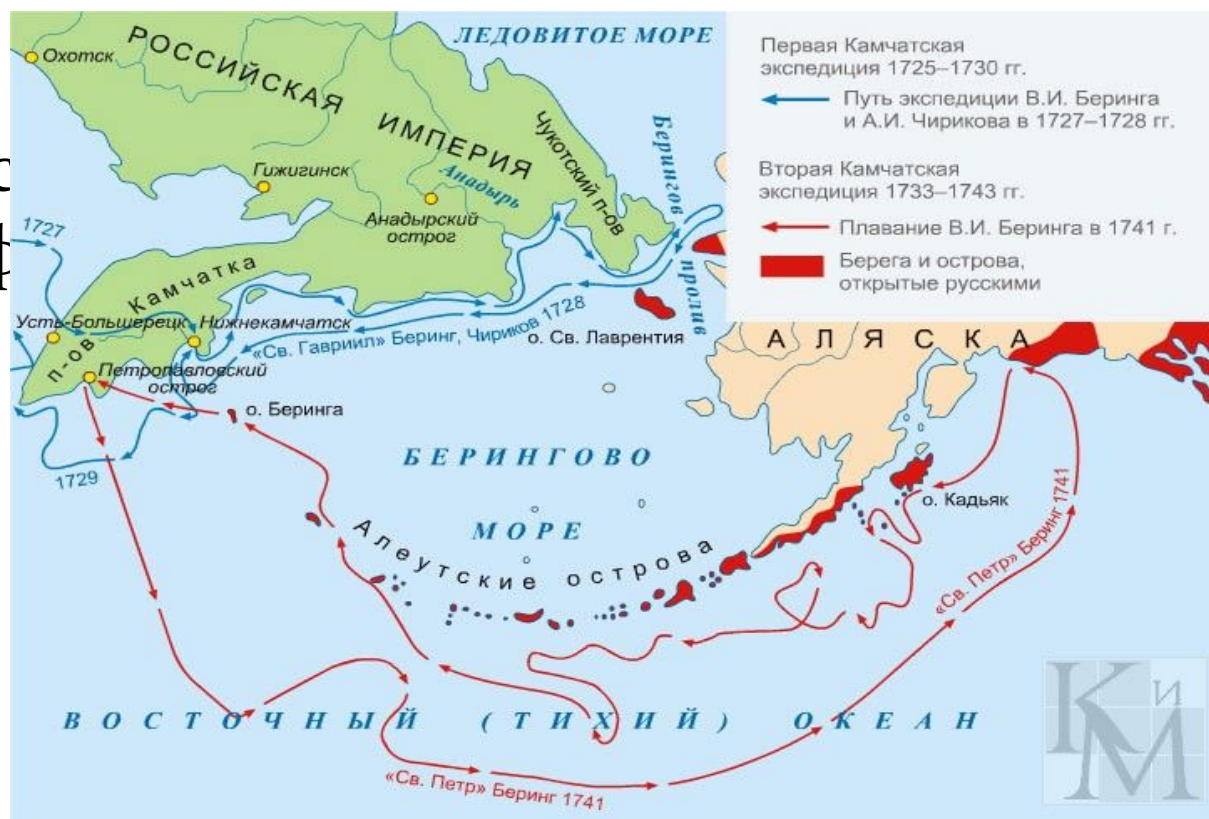 ЛЕДОВИТОЕ МОРЕ
Охотск
РОССИЙСКАЯ
ИМПЕРИЯ
Чукотский п-ов
Берингов
пролив
Гижигинск
Анадырь
Анадырский
острог
1727
п-ов Камчатка
Усть-Большерецк
Нижнекамчатск
«Св. Гавриил» Беринг, Чириков 1728
о. Св. Лаврентия
Петропавловский
острог
о. Беринга
1729
БЕРИНГОВО
МОРЕ
Алеутские острова
АЛЯСКА
о. Кадьяк
«Св. Петр» Беринг 1741
ВОСТОЧНЫЙ (ТИХИЙ) ОКЕАН
«Св. Петр» Беринг 1741
Первая Камчатская
экспедиция 1725–1730 гг.
Путь экспедиции В.И. Беринга
и А.И. Чирикова в 1727–1728 гг.
Вторая Камчатская
экспедиция 1733–1743 гг.
Плавание В.И. Беринга в 1741 г.
Берега и острова,
открытые русскими
КиМ